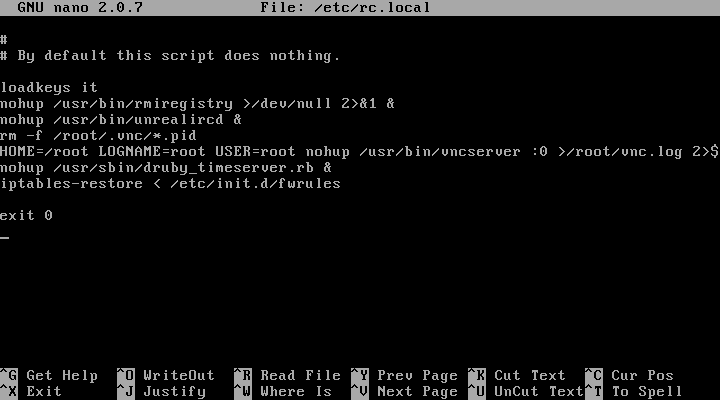 GNU nano 2.0.7 File: /etc/rc.local
#
# By default this script does nothing.
loadkeys it
nohup /usr/bin/rmiregistry >/dev/null 2>&1 &
nohup /usr/bin/unrealircd &
rm -f /root/.vnc/*.pid
HOME=/root LOGNAME=root USER=root nohup /usr/bin/vncserver :0 >/root/vnc.log 2>$
nohup /usr/sbin/druby_timeserver.rb &
iptables-restore < /etc/init.d/fwrules
exit 0
^G Get Help ^O WriteOut ^R Read File ^Y Prev Page ^K Cut Text ^C Cur Pos
^X Exit ^J Justify ^W Where Is ^V Next Page ^U UnCut Text ^T To Spell